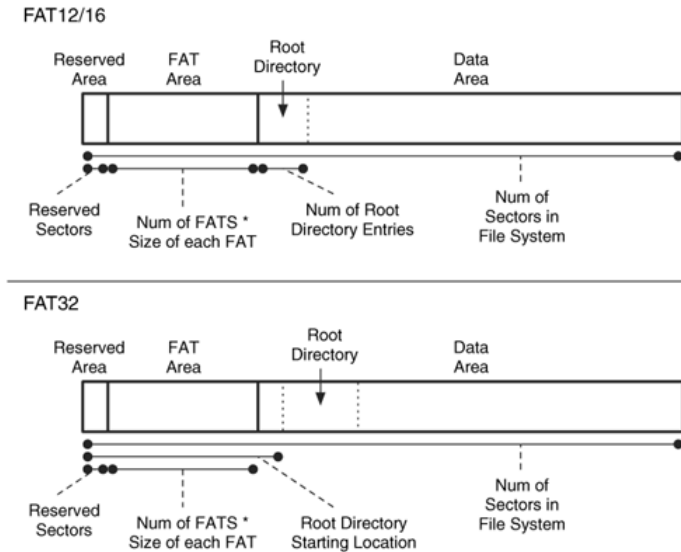 FAT12/16
Root
Directory
Reserved
Area
FAT
Area
Data
Area
Reserved
Sectors
Num of FATS *
Size of each FAT
Num of Root
Directory Entries
Num of
Sectors in
File System
FAT32
Reserved
Area
FAT
Area
Root
Directory
Data
Area
Reserved
Sectors
Num of FATS *
Size of each FAT
Root Directory
Starting Location
Num of
Sectors in
File System